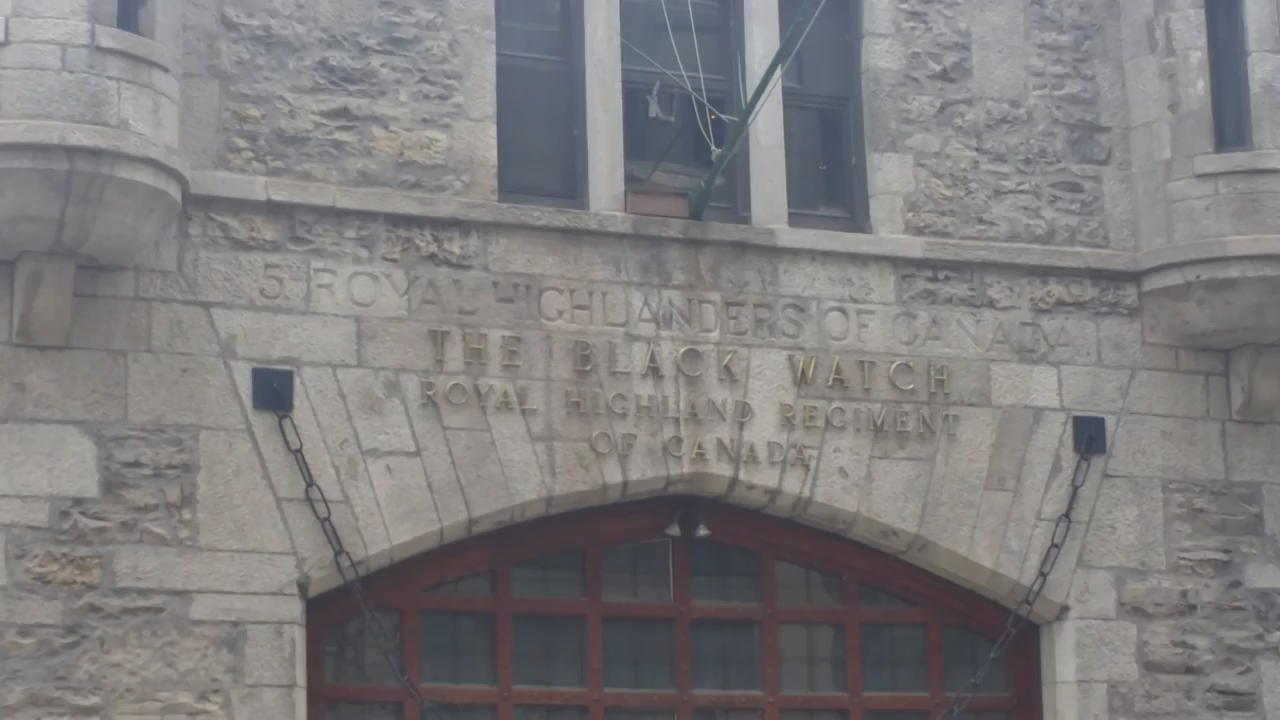 5 ROYAL HIGHLANDERS OF CANADA
THE BLACK WATCH
ROYAL HIGHLAND REGIMENT
OF CANADA